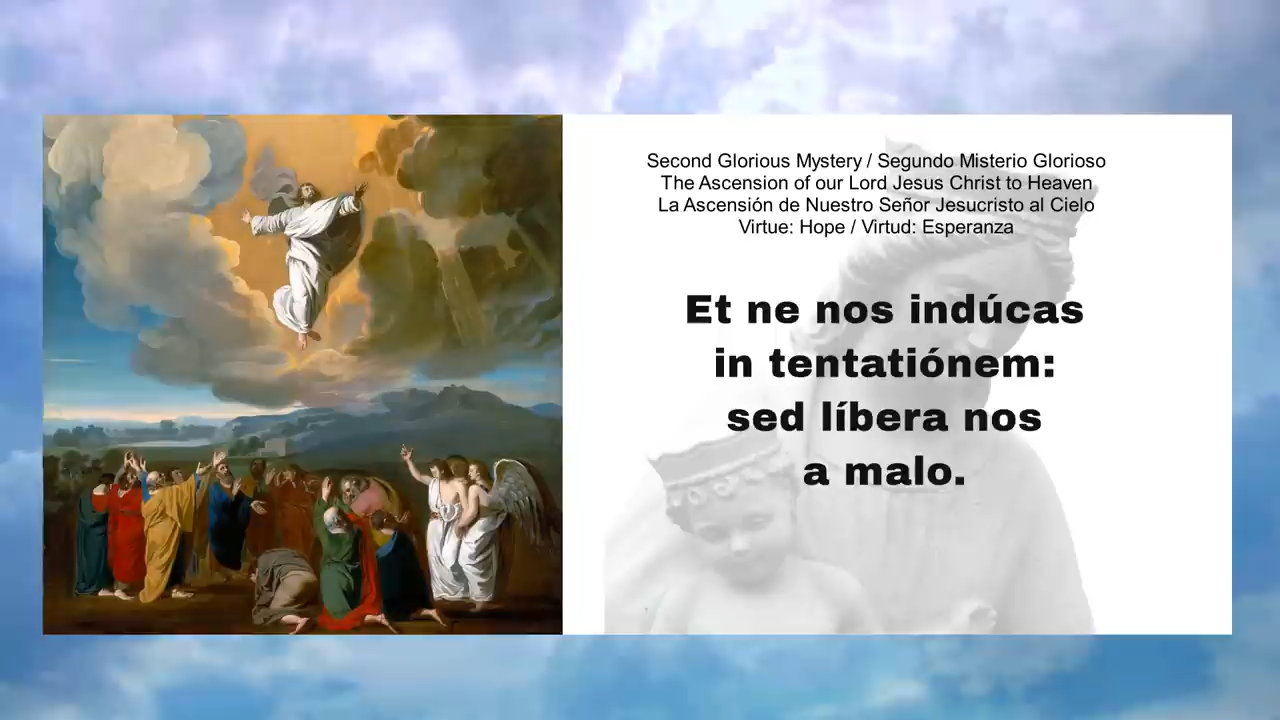 Second Glorious Mystery / Segundo Misterio Glorioso
The Ascension of our Lord Jesus Christ to Heaven
La Ascensión de Nuestro Señor Jesucristo al Cielo
Virtue: Hope / Virtud: Esperanza
Et ne nos indúcas
in tentatiónem:
sed líbera nos
a malo.